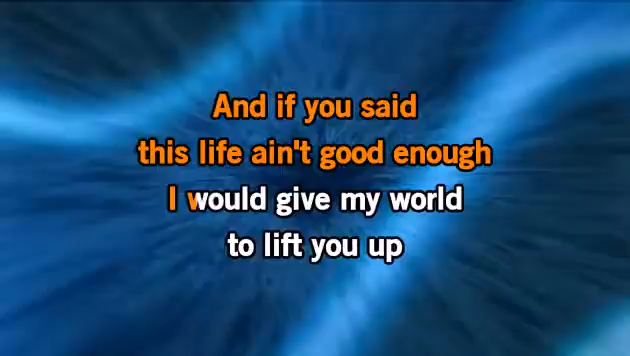 And if you said
this life ain't good enough
I would give my world
to lift you up